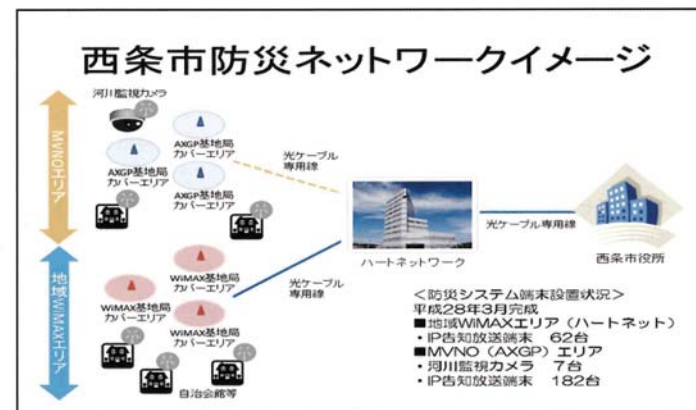 西条市防災ネットワークイメージ
河川監視カメラ
MVNOエリア
AXGP基地局
カバーエリア
AXGP基地局
カバーエリア
AXGP基地局
カバーエリア
光ケーブル
専用線
ハートネットワーク
光ケーブル専用線
西条市役所
地域WiMAXエリア
WiMAX基地局
カバーエリア
WiMAX基地局
カバーエリア
WiMAX基地局
カバーエリア
光ケーブル
専用線
自治会館等
<防災システム端末設置状況>
平成28年3月完成
■地域WiMAXエリア(ハートネット)
・IP告知放送端末 62台
■MVNO(AXGP)エリア
・河川監視カメラ 7台
・IP告知放送端末 182台